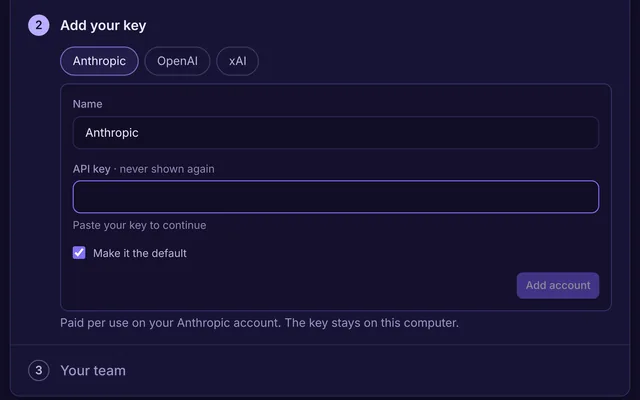 2 Add your key
Anthropic OpenAI xAI
Name
Anthropic
API key · never shown again
Paste your key to continue
Make it the default
Add account
Paid per use on your Anthropic account. The key stays on this computer.
3 Your team